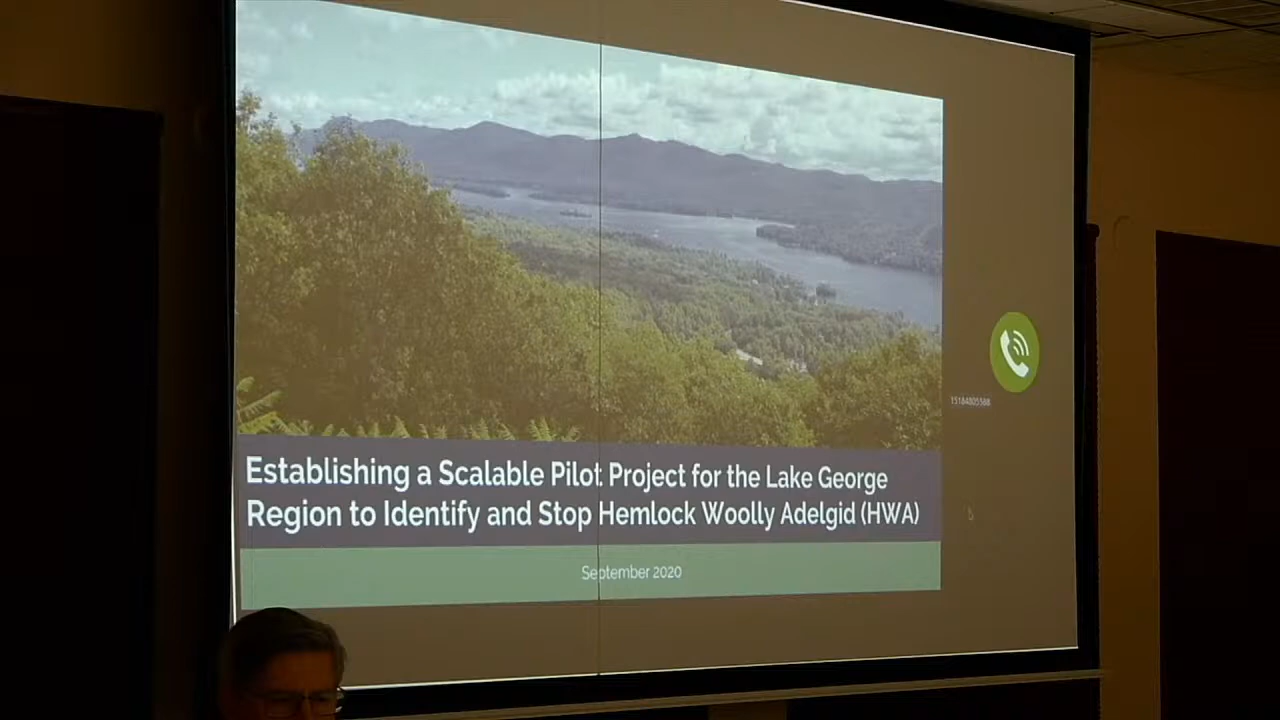 Establishing a Scalable Pilot Project for the Lake George
Region to Identify and Stop Hemlock Woolly Adelgid (HWA)
September 2020